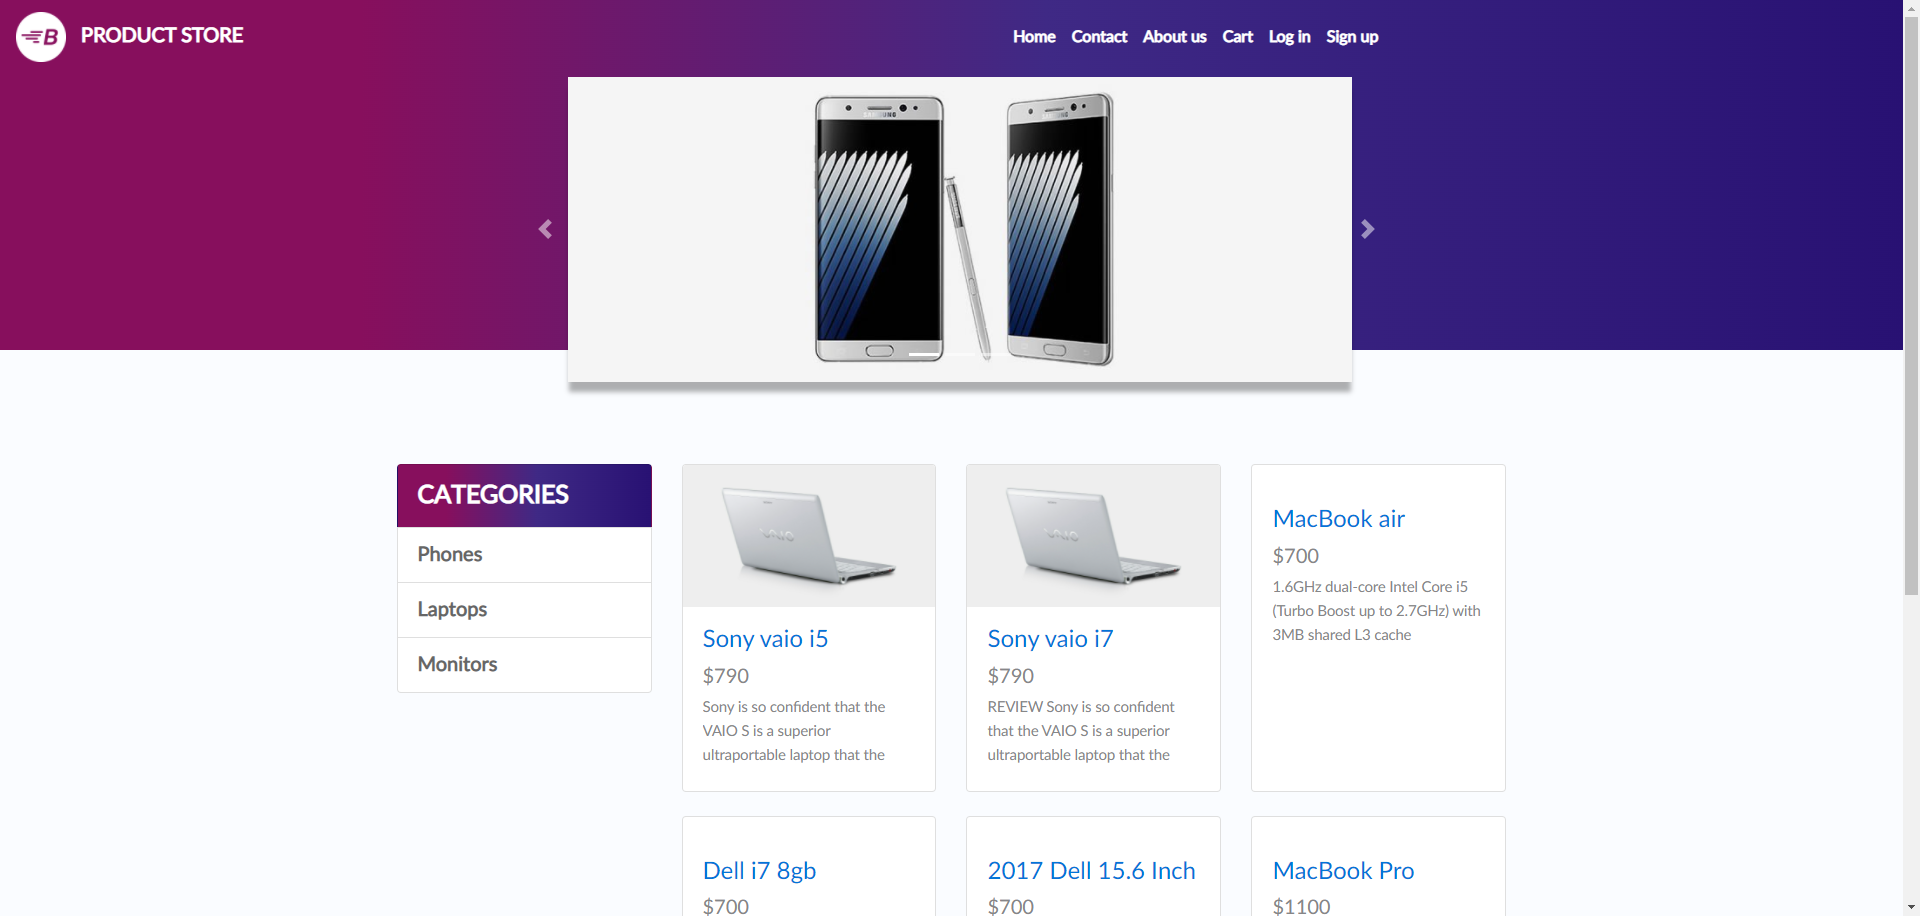 B PRODUCT STORE
Home Contact About us Cart Log in Sign up
SAMSUNG
CATEGORIES
Phones
Laptops
Monitors
VAIO
Sony vaio i5
$790
Sony is so confident that the
VAIO S is a superior
ultraportable laptop that the
VAIO
Sony vaio i7
$790
REVIEW Sony is so confident
that the VAIO S is a superior
ultraportable laptop that the
MacBook air
$700
1.6GHz dual-core Intel Core i5
(Turbo Boost up to 2.7GHz) with
3MB shared L3 cache
Dell i7 8gb
$700
2017 Dell 15.6 Inch
$700
MacBook Pro
$1100